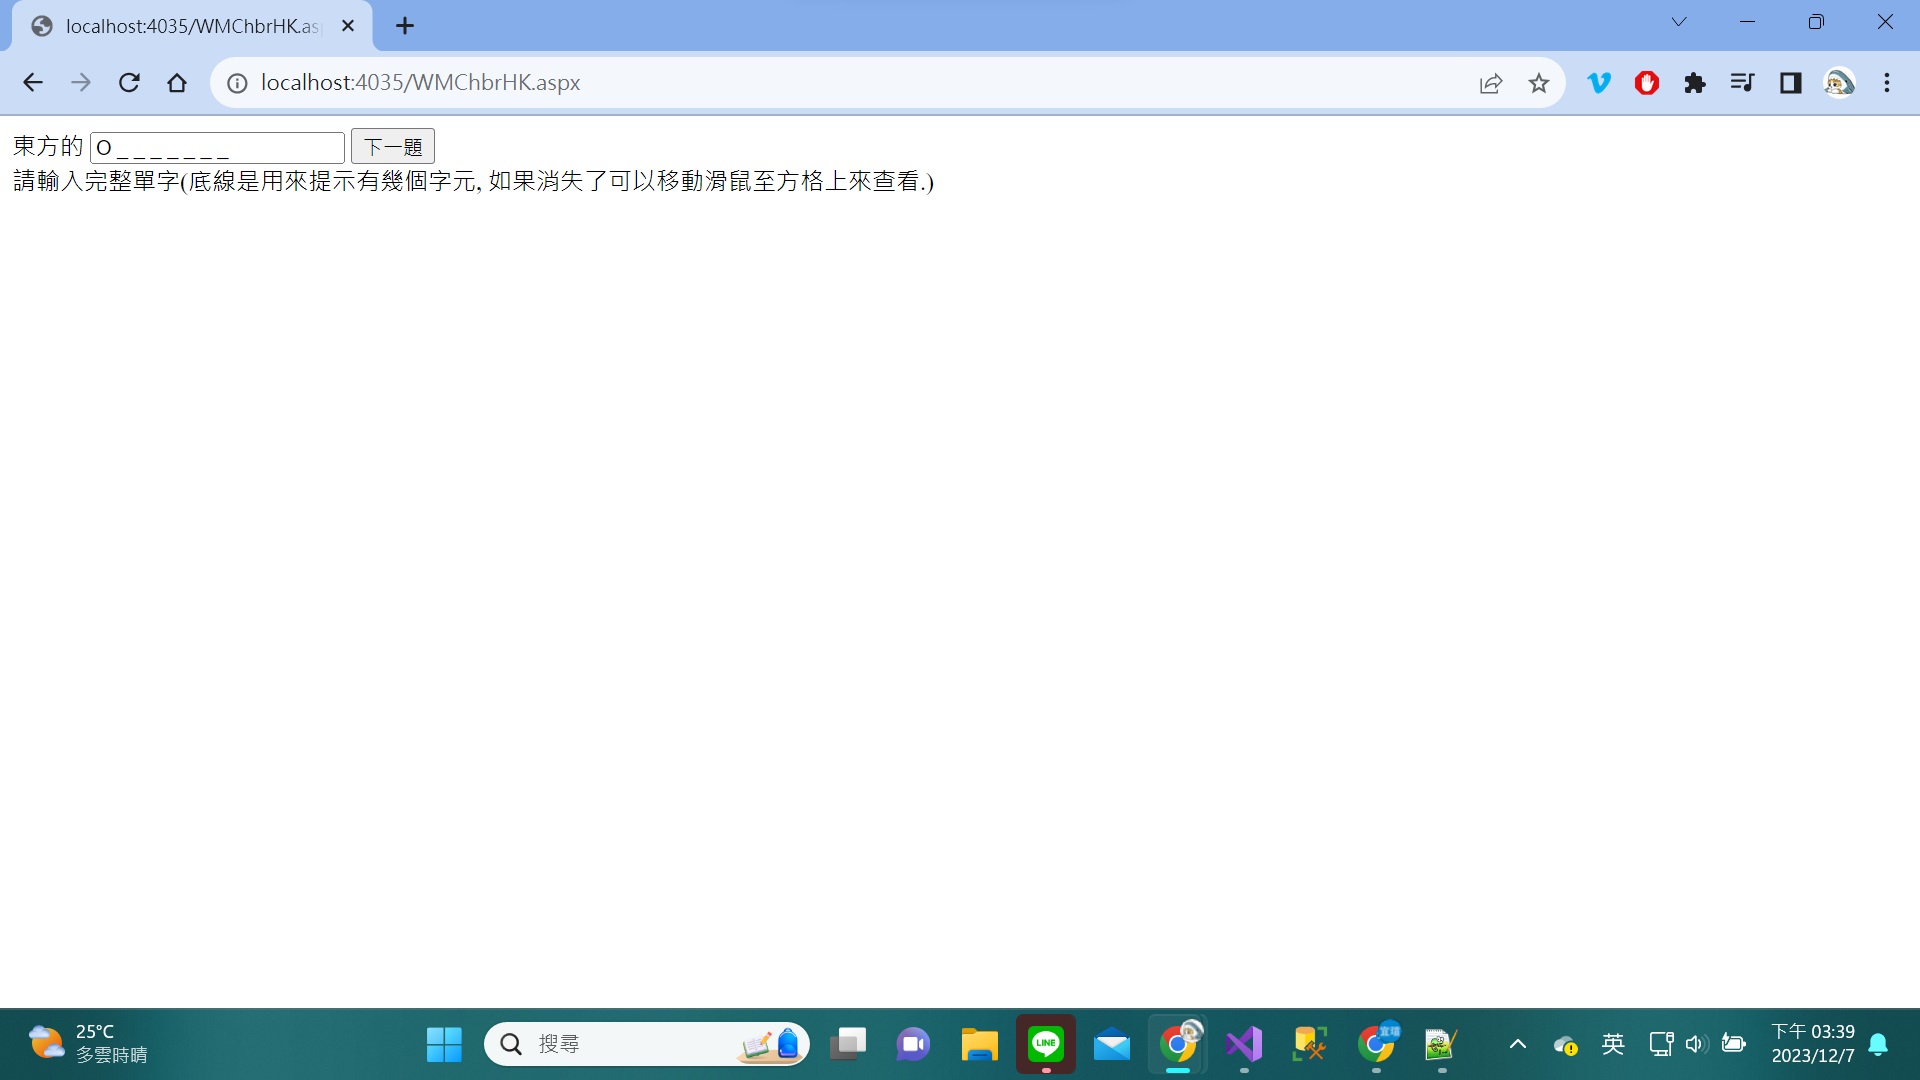 localhost:4035/WMChbrHK.as
localhost:4035/WMChbrHK.aspx
東方的 O _ _ _ _ _ _ _ 下一題
請輸入完整單字(底線是用來提示有幾個字元, 如果消失了可以移動滑鼠至方格上來查看.)
25°C
多雲時晴
搜尋
LINE
宜瑨
英
下午 03:39
2023/12/7